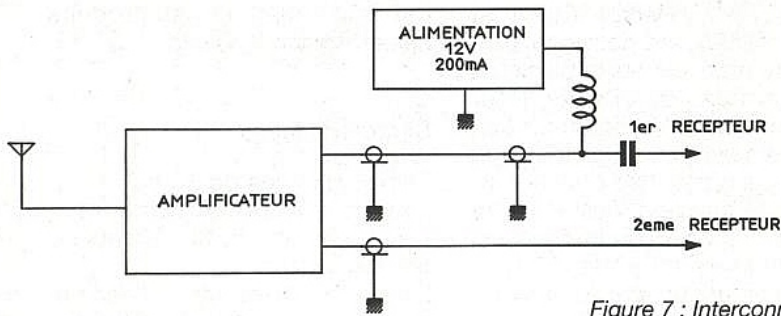 ALIMENTATION
12V
200mA
1er RECEPTEUR
AMPLIFICATEUR
2eme RECEPTEUR
Figure 7 : Interconn